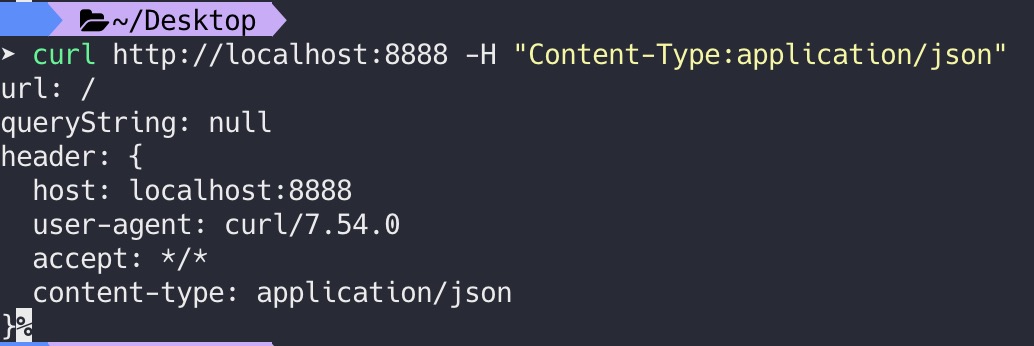 ~/Desktop
➤ curl http://localhost:8888 -H "Content-Type:application/json"
url: /
queryString: null
header: {
  host: localhost:8888
  user-agent: curl/7.54.0
  accept: */*
  content-type: application/json
}%